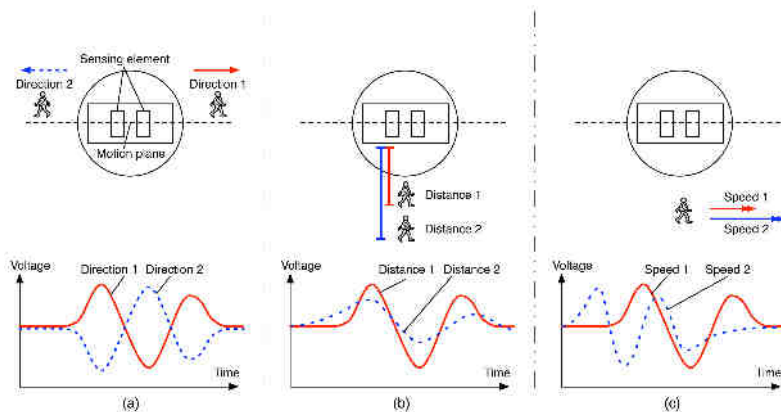 Sensing element
Direction 2
Direction 1
Motion plane
Voltage
Direction 1 Direction 2
Time
(a)
Distance 1
Distance 2
Voltage
Distance 1
Distance 2
Time
(b)
Speed 1
Speed 2
Voltage
Speed 1
Speed 2
Time
(c)